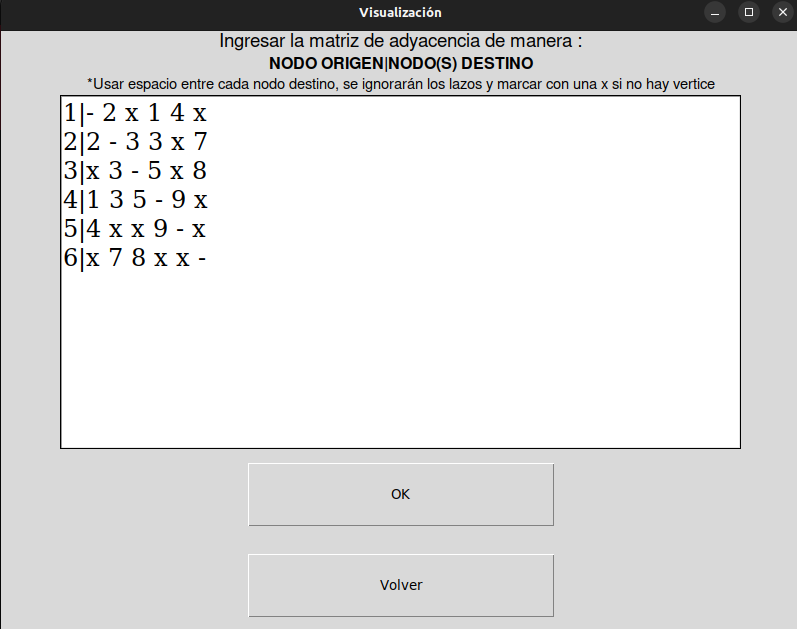 Visualización
Ingresar la matriz de adyacencia de manera :
NODO ORIGEN|NODO(S) DESTINO
*Usar espacio entre cada nodo destino, se ignorarán los lazos y marcar con una x si no hay vertice
1|- 2 x 1 4 x
2|2 - 3 3 x 7
3|x 3 - 5 x 8
4|1 3 5 - 9 x
5|4 x x 9 - x
6|x 7 8 x x -
OK
Volver